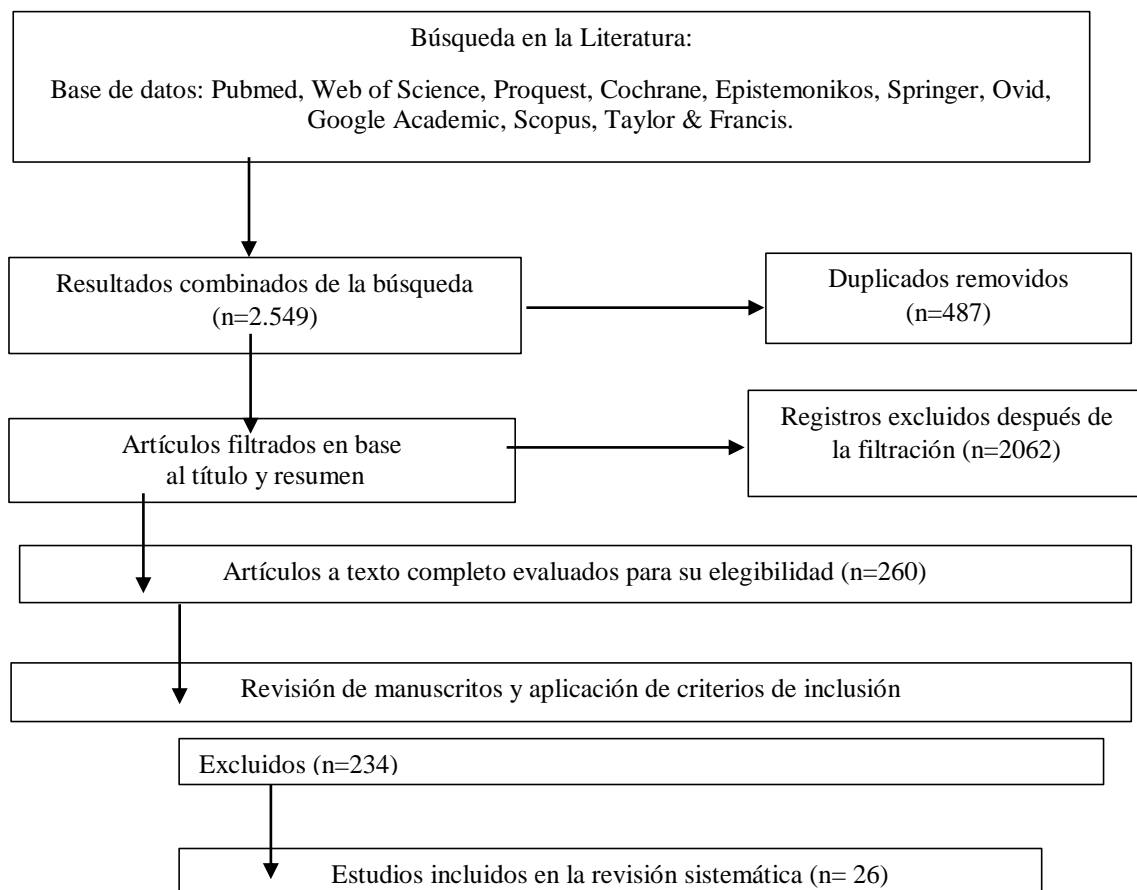 Búsqueda en la Literatura:
Base de datos: Pubmed, Web of Science, Proquest, Cochrane, Epistemonikos, Springer, Ovid,
Google Academic, Scopus, Taylor & Francis.
Resultados combinados de la búsqueda
(n=2.549)
Duplicados removidos
(n=487)
Artículos filtrados en base
al título y resumen
Registros excluidos después de
la filtración (n=2062)
Artículos a texto completo evaluados para su elegibilidad (n=260)
Revisión de manuscritos y aplicación de criterios de inclusión
Excluidos (n=234)
Estudios incluidos en la revisión sistemática (n= 26)